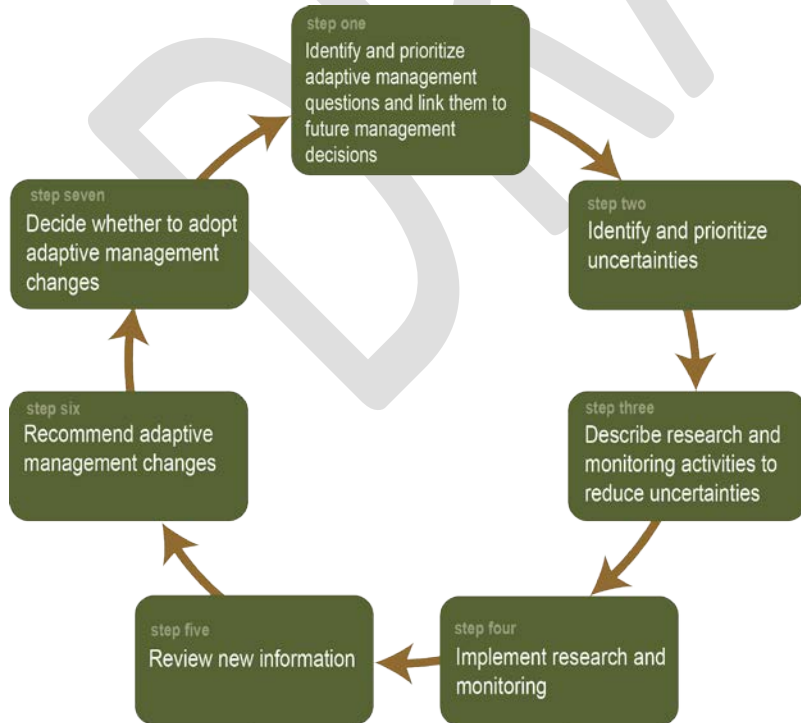 step one
Identify and prioritize
adaptive management
questions and link them to
future management
decisions
step two
Identify and prioritize
uncertainties
step three
Describe research and
monitoring activities to
reduce uncertainties
step four
Implement research and
monitoring
step five
Review new information
step six
Recommend adaptive
management changes
step seven
Decide whether to adopt
adaptive management
changes